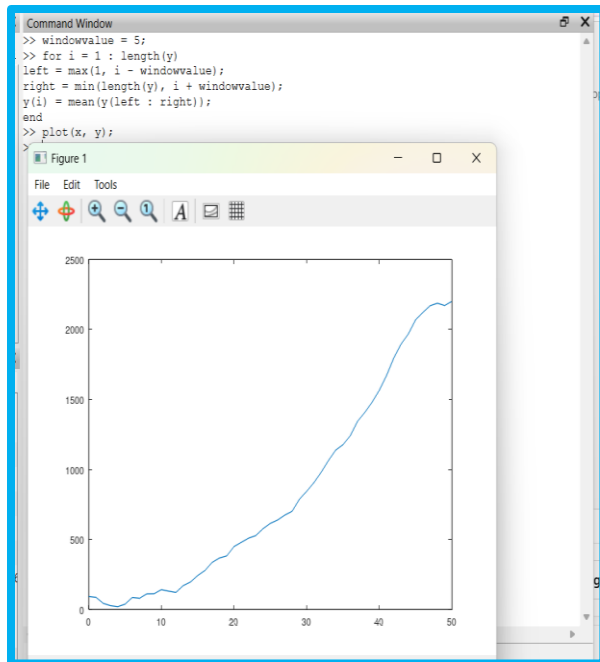 Command Window
>> windowvalue = 5;
>> for i = 1 : length(y)
left = max(1, i - windowvalue);
right = min(length(y), i + windowvalue);
y(i) = mean(y(left : right));
end
>> plot(x, y);
>
Figure 1
File Edit Tools
A
2500
2000
1500
1000
500
0
0 10 20 30 40 50